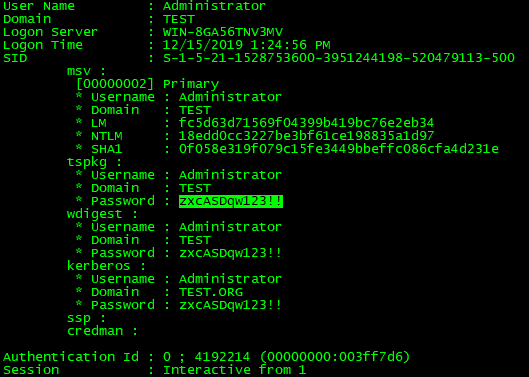 User Name         : Administrator
Domain            : TEST
Logon Server      : WIN-8GA56TNV3MV
Logon Time        : 12/15/2019 1:24:56 PM
SID               : S-1-5-21-1528753600-3951244198-520479113-500
msv :
[00000002] Primary
* Username : Administrator
* Domain   : TEST
* LM       : fc5d63d71569f04399b419bc76e2eb34
* NTLM     : 18edd0cc3227be3bf61ce198835a1d97
* SHA1     : 0f058e319f079c15fe3449bbeffc086cfa4d231e
tspkg :
* Username : Administrator
* Domain   : TEST
* Password : zxcASDqw123!!
wdigest :
* Username : Administrator
* Domain   : TEST
* Password : zxcASDqw123!!
kerberos :
* Username : Administrator
* Domain   : TEST.ORG
* Password : zxcASDqw123!!
ssp :
credman :
Authentication Id : 0 ; 4192214 (00000000:003ff7d6)
Session           : Interactive from 1